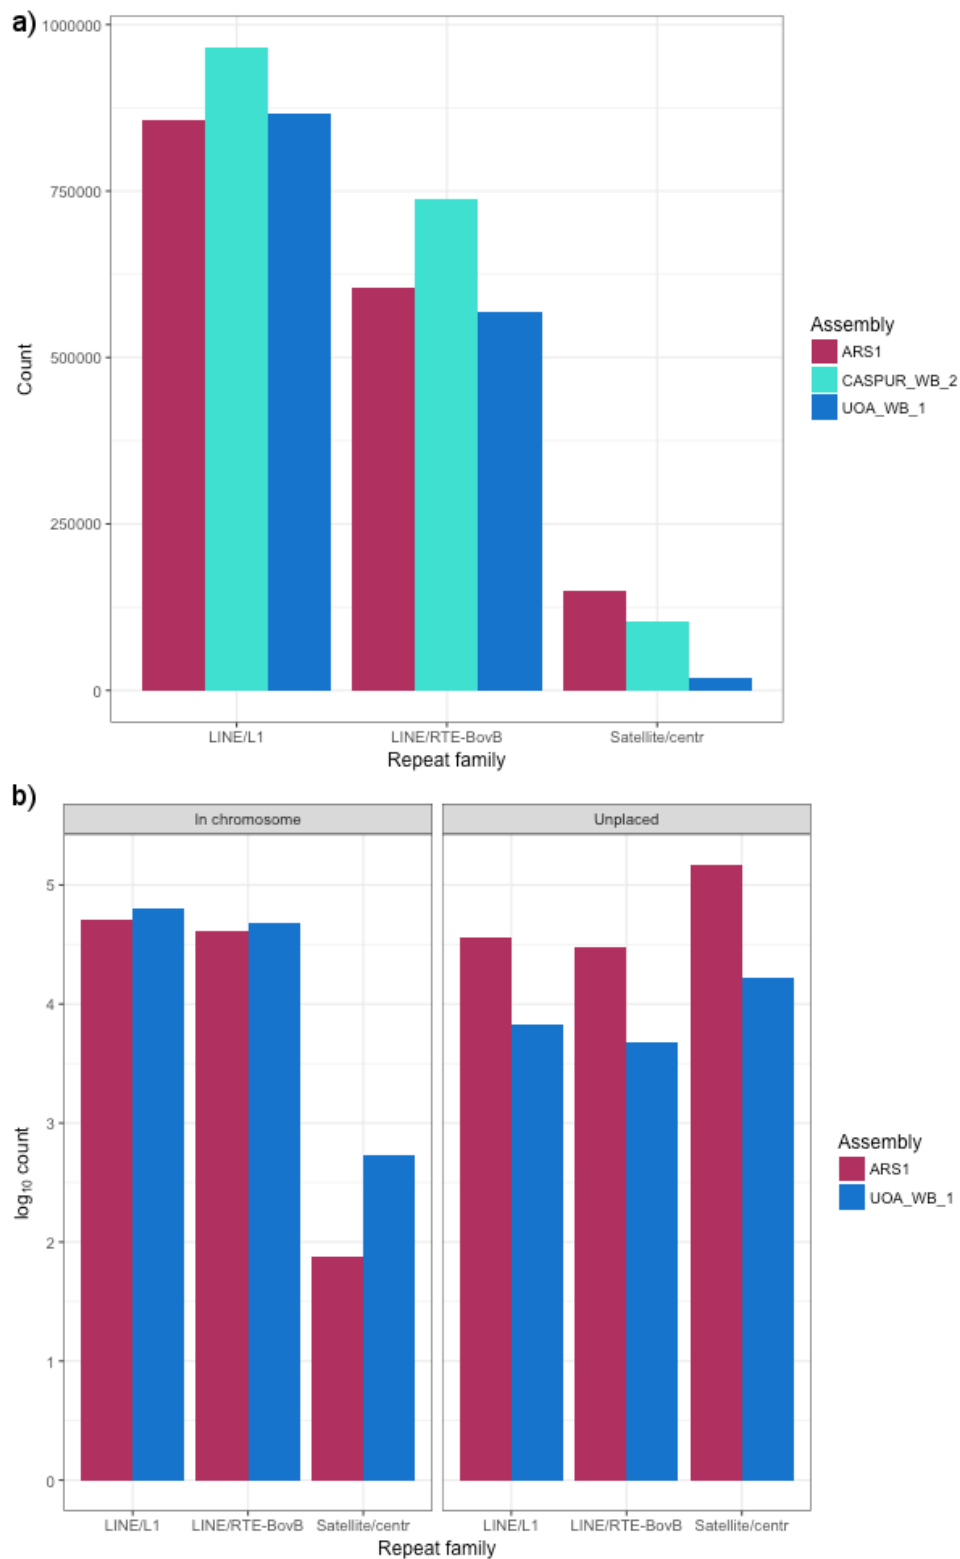 a)
1000000
750000
500000
250000
0
Count
LINE/L1 LINE/RTE-BovB Satellite/centr
Repeat family
Assembly
ARS1
CASPUR_WB_2
UOA_WB_1
b)
In chromosome Unplaced
5
4
3
2
1
0
log₁₀ count
LINE/L1 LINE/RTE-BovB Satellite/centr LINE/L1 LINE/RTE-BovB Satellite/centr
Repeat family
Assembly
ARS1
UOA_WB_1